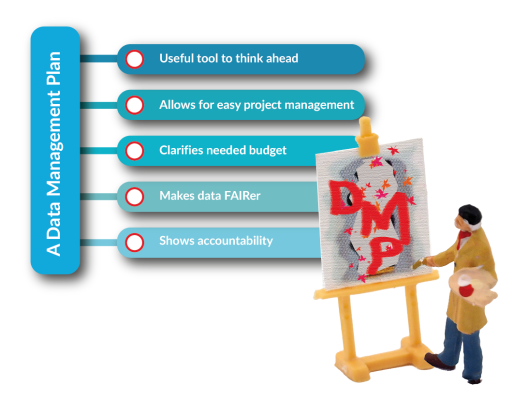 A Data Management Plan
Useful tool to think ahead
Allows for easy project management
Clarifies needed budget
Makes data FAIRer
Shows accountability
DMP